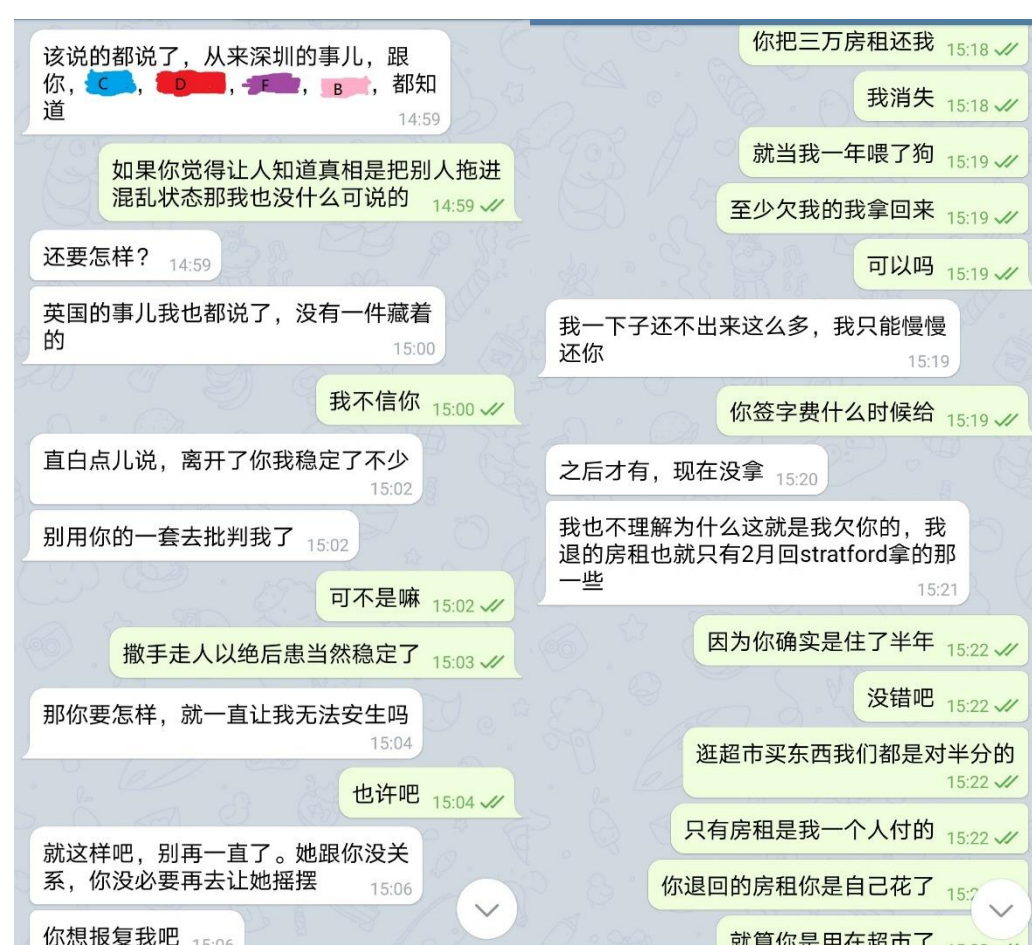 该说的都说了，从来深圳的事儿，跟
你，C，D，F，B，都知
道
14:59
如果你觉得让人知道真相是把别人拖进
混乱状态那我也没什么可说的 14:59
还要怎样？ 14:59
英国的事儿我也都说了，没有一件藏着
的
15:00
我不信你 15:00
直白点儿说，离开了你我稳定了不少
15:02
别用你的一套去批判我了 15:02
可不是嘛 15:02
撒手走人以绝后患当然稳定了 15:03
那你要怎样，就一直让我无法安生吗
15:04
也许吧 15:04
就这样吧，别再一直了。她跟你没关
系，你没必要再去让她摇摆 15:06
你想报复我吧 15:06
你把三万房租还我 15:18
我消失 15:18
就当我一年喂了狗 15:19
至少欠我的我拿回来 15:19
可以吗 15:19
我一下子还不出来这么多，我只能慢慢
还你
15:19
你签字费什么时候给 15:19
之后才有，现在没拿 15:20
我也不理解为什么这就是我欠你的，我
退的房租也就只有2月回stratford拿的那
一些
15:21
因为你确实是住了半年 15:22
没错吧 15:22
逛超市买东西我们都是对半分的
15:22
只有房租是我一个人付的 15:22
你退回的房租你是自己花了
就算你是用在超市了